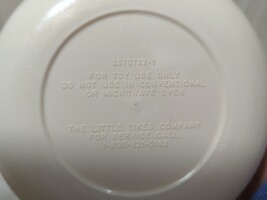 FOR TOY USE ONLY
DO NOT USE IN CONVENTIONAL
OR MICROWAVE OVEN
THE LITTLE TIKES COMPANY
FOR SERVICE CALL